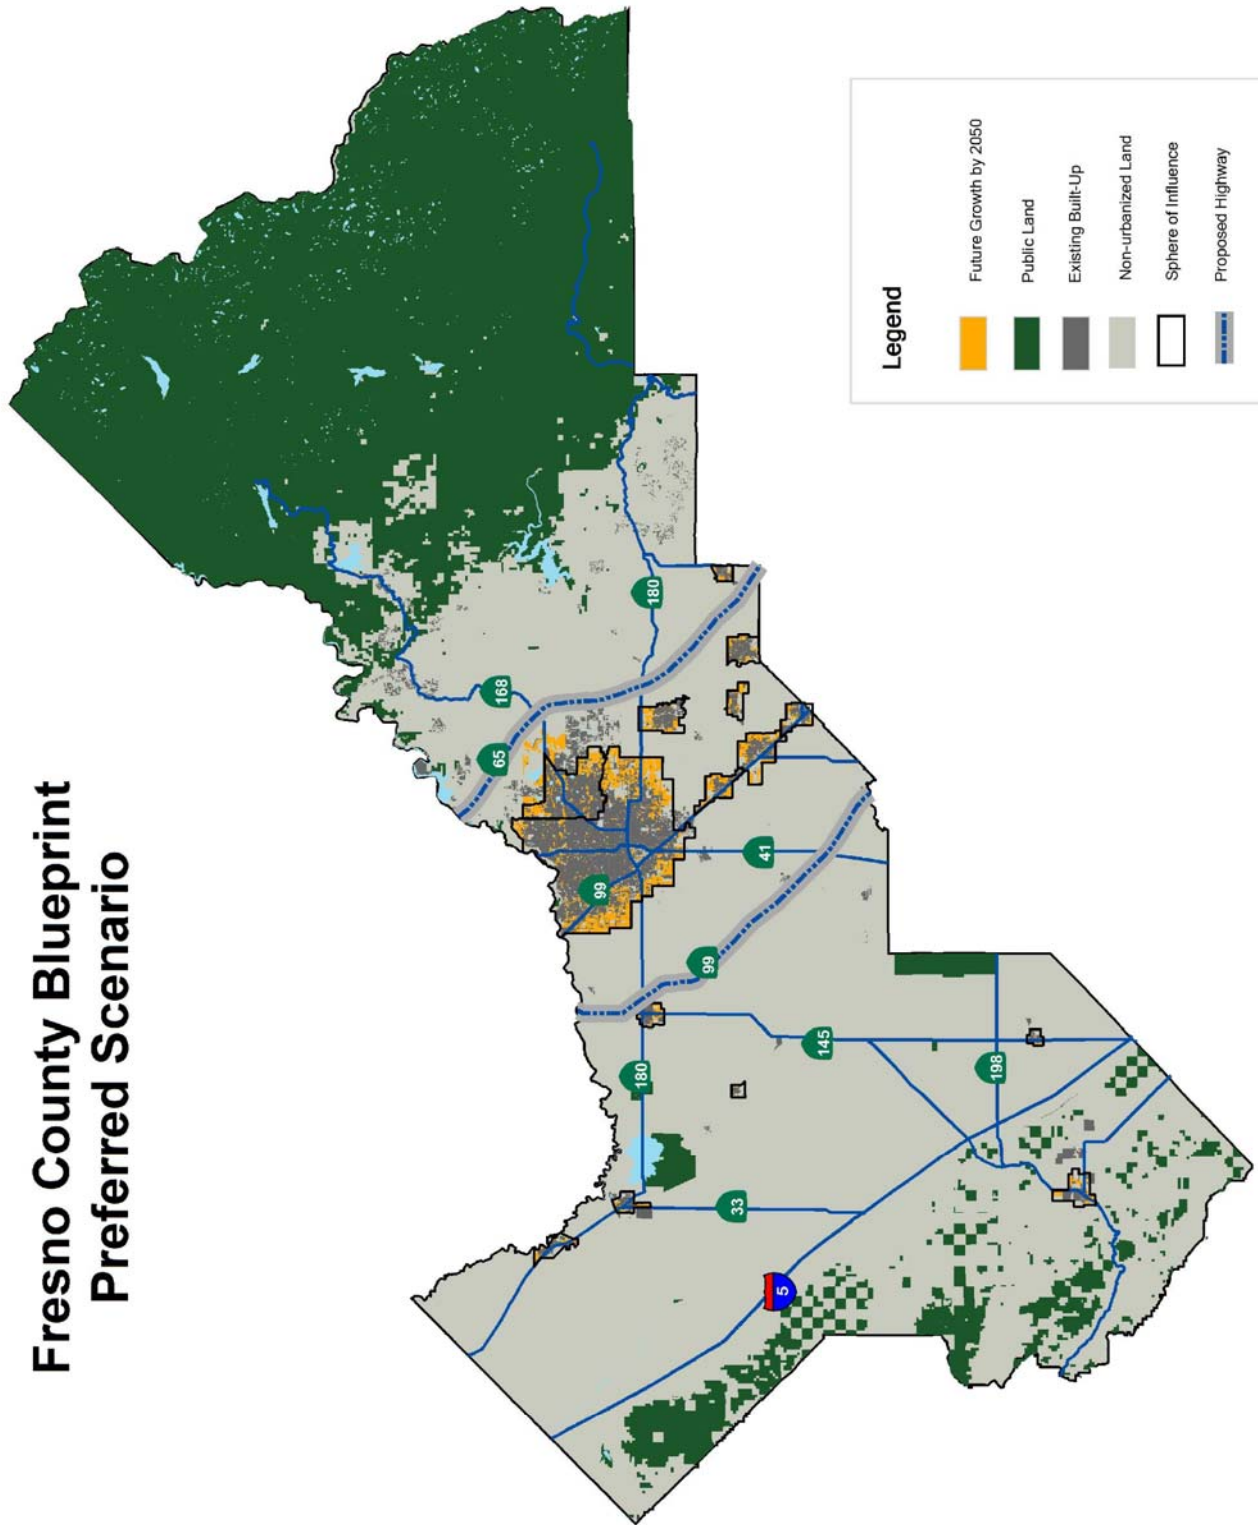 Fresno County Blueprint
Preferred Scenario
5
33
180
145
198
99
99
41
65
168
180
Legend
Future Growth by 2050
Public Land
Existing Built-Up
Non-urbanized Land
Sphere of Influence
Proposed Highway